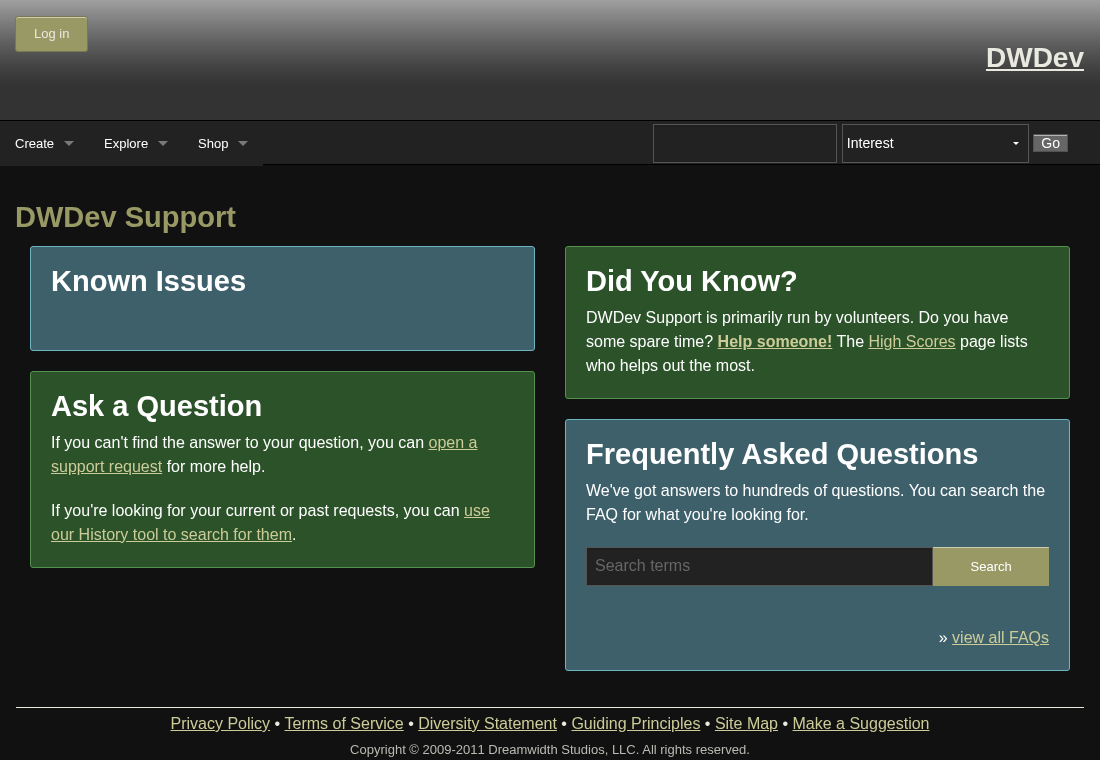 Log in
DWDev
Create Explore Shop Interest Go
DWDev Support
Known Issues
Ask a Question
If you can't find the answer to your question, you can open a
support request for more help.
If you're looking for your current or past requests, you can use
our History tool to search for them.
Did You Know?
DWDev Support is primarily run by volunteers. Do you have
some spare time? Help someone! The High Scores page lists
who helps out the most.
Frequently Asked Questions
We've got answers to hundreds of questions. You can search the
FAQ for what you're looking for.
Search terms Search
» view all FAQs
Privacy Policy • Terms of Service • Diversity Statement • Guiding Principles • Site Map • Make a Suggestion
Copyright © 2009-2011 Dreamwidth Studios, LLC. All rights reserved.